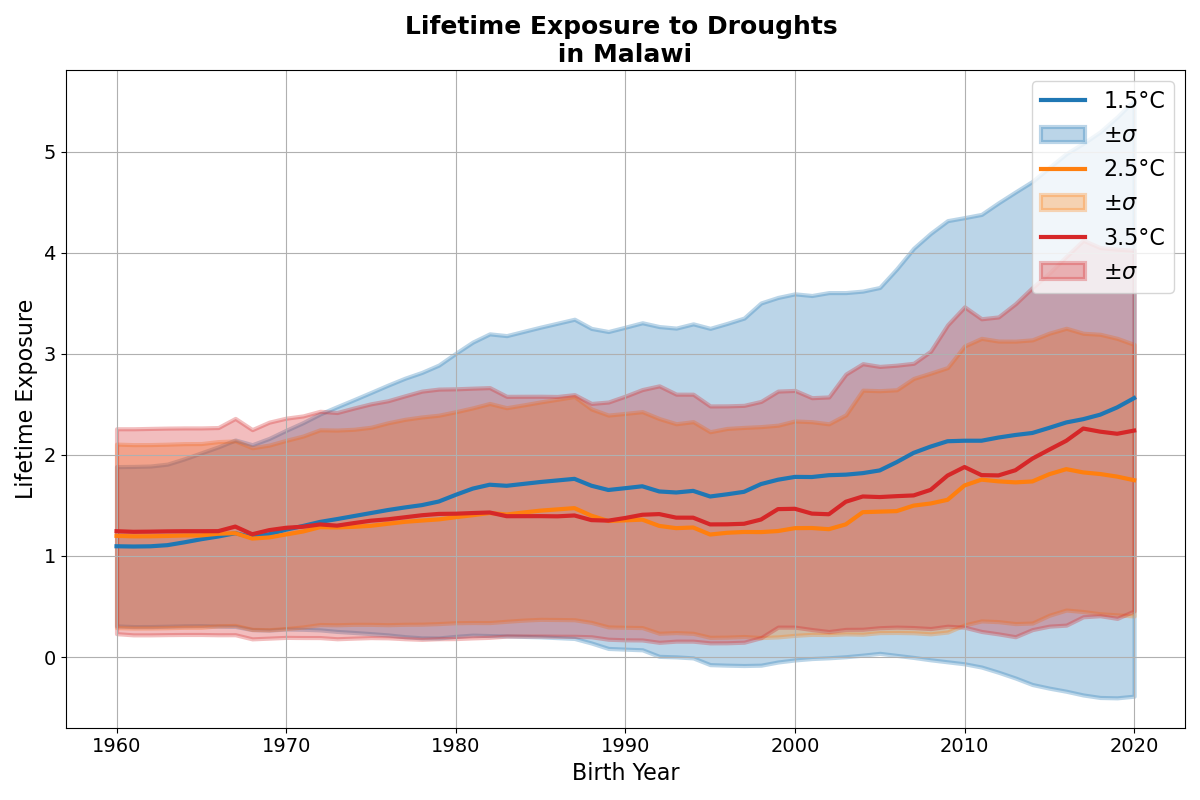 Lifetime Exposure to Droughts
in Malawi
1.5°C
±σ
2.5°C
±σ
3.5°C
±σ
Lifetime Exposure
5
4
3
2
1
0
1960 1970 1980 1990 2000 2010 2020
Birth Year